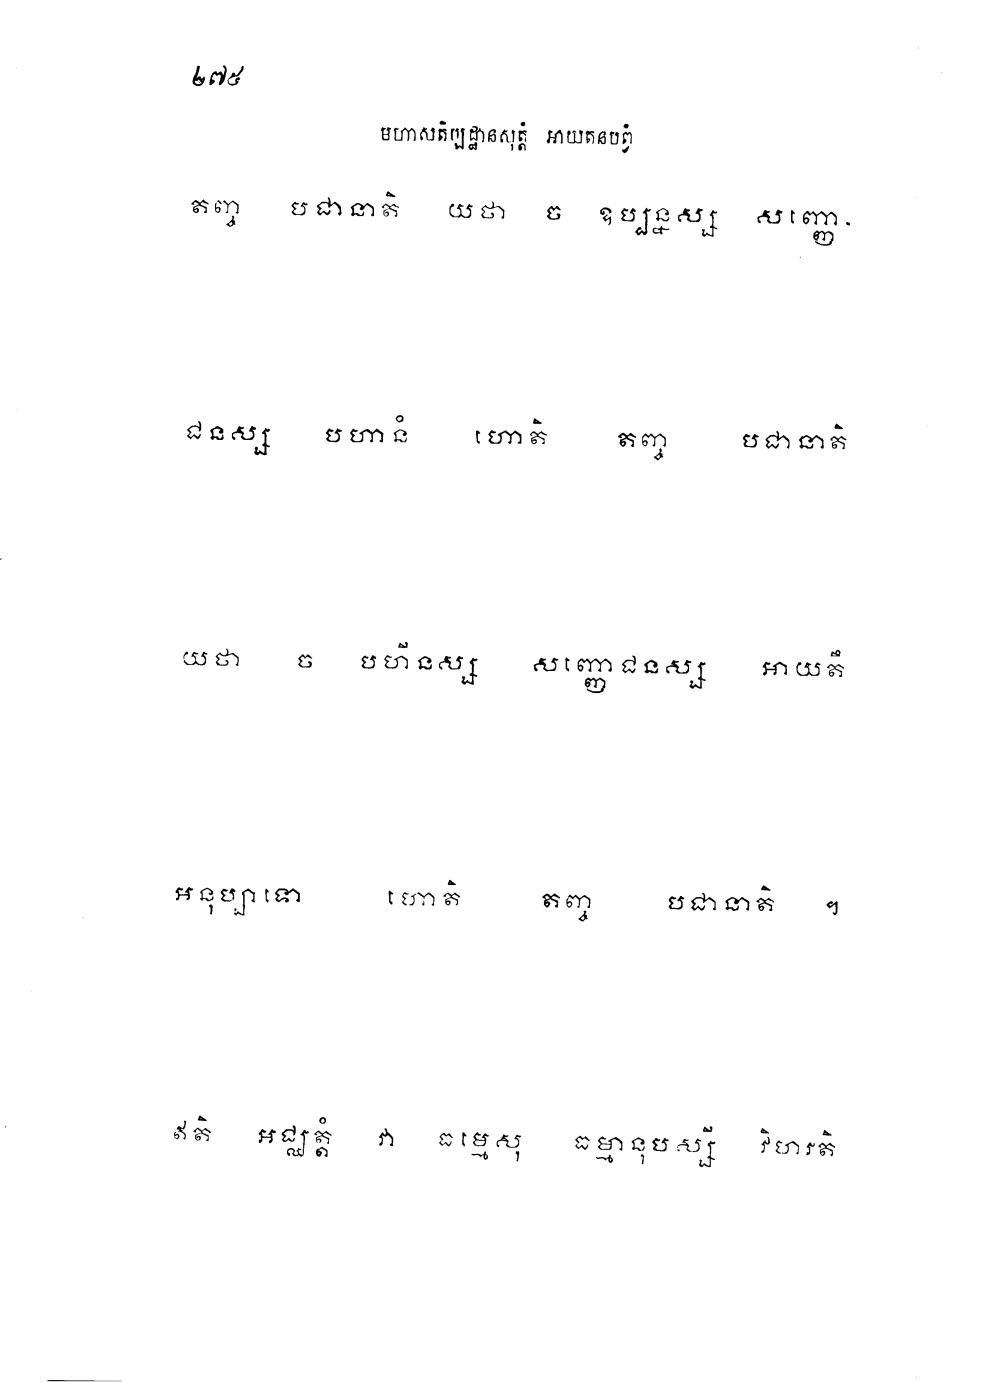 ២៧៥
មហាសតិប្បដ្ឋានសុត្តំ អាយតនបព្វំ
តញ្ច បជានាតិ យថា ច ឧប្បន្នស្ស សញ្ញោ-
ជនស្ស បហានំ ហោតិ តញ្ច បជានាតិ
យថា ច បហីនស្ស សញ្ញោជនស្ស អាយតឹ
អនុប្បាទោ ហោតិ តញ្ច បជានាតិ ។
ឥតិ អជ្ឈត្តំ វា ធម្មេសុ ធម្មានុបស្សី វិហរតិ